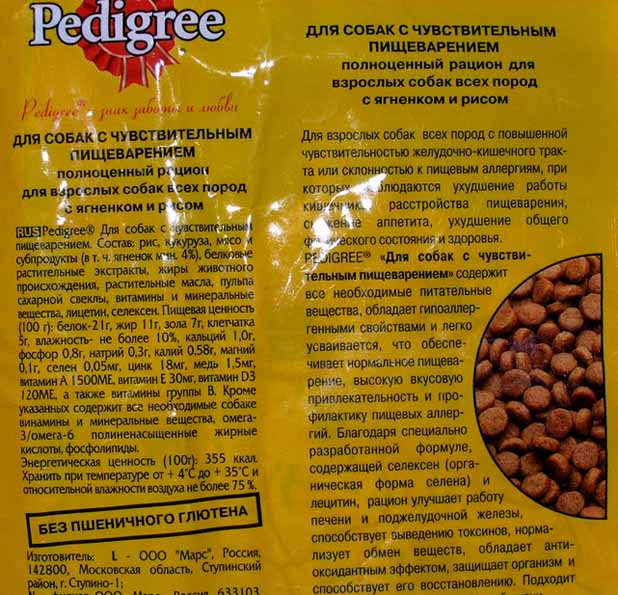 Pedigree
Pedigree® - знак заботы и любви
ДЛЯ СОБАК С ЧУВСТВИТЕЛЬНЫМ
ПИЩЕВАРЕНИЕМ
полноценный рацион
для взрослых собак всех пород
с ягненком и рисом
RUS Pedigree® Для собак с чувствительным
пищеварением. Состав: рис, кукуруза, мясо и
субпродукты (в т. ч. ягненок мин. 4%), белковые
растительные экстракты, жиры животного
происхождения, растительные масла, пульпа
сахарной свеклы, витамины и минеральные
вещества, лицетин, селексен. Пищевая ценность
(100 г): белок-21г, жир 11г, зола 7г, клетчатка
5г, влажность- не более 10%, кальций 1,0г,
фосфор 0,8г, натрий 0,3г, калий 0.58г, магний
0,1г, селен 0,05мг, цинк 18мг, медь 1,5мг,
витамин А 1500МЕ, витамин Е 30мг, витамин D3
120МЕ, а также витамины группы В. Кроме
указанных содержит все необходимые собаке
винамины и минеральные вещества, омега-
3/омега-6 полиненасыщенные жирные
кислоты, фосфолипиды.
Энергетическая ценность (100г): 355 ккал.
Хранить при температуре от + 4°С до + 35°С и
относительной влажности воздуха не более 75 %.
БЕЗ ПШЕНИЧНОГО ГЛЮТЕНА
Изготовитель: L - ООО "Марс", Россия,
142800, Московская область, Ступинский
район, г. Ступино-1;
ООО Марс, Россия 633103
ДЛЯ СОБАК С ЧУВСТВИТЕЛЬНЫМ
ПИЩЕВАРЕНИЕМ
полноценный рацион для
взрослых собак всех пород
с ягненком и рисом
Для взрослых собак всех пород с повышенной
чувствительностью желудочно-кишечного трак-
та или склонностью к пищевым аллергиям, при
которых наблюдаются ухудшение работы
кишечника, расстройства пищеварения,
снижение аппетита, ухудшение общего
физического состояния и здоровья.
PEDIGREE® «Для собак с чувстви-
тельным пищеварением» содержит
все необходимые питательные
вещества, обладает гипоаллер-
генными свойствами и легко
усваивается, что обеспе-
чивает нормальное пищева-
рение, высокую вкусовую
привлекательность и про-
филактику пищевых аллер-
гий. Благодаря специально
разработанной формуле,
содержащей селексен (орга-
ническая форма селена) и
лецитин, рацион улучшает работу
печени и поджелудочной железы,
способствует выведению токсинов, норма-
лизует обмен веществ, обладает анти-
оксидантным эффектом, защищает организм и
способствует его восстановлению. Подходит